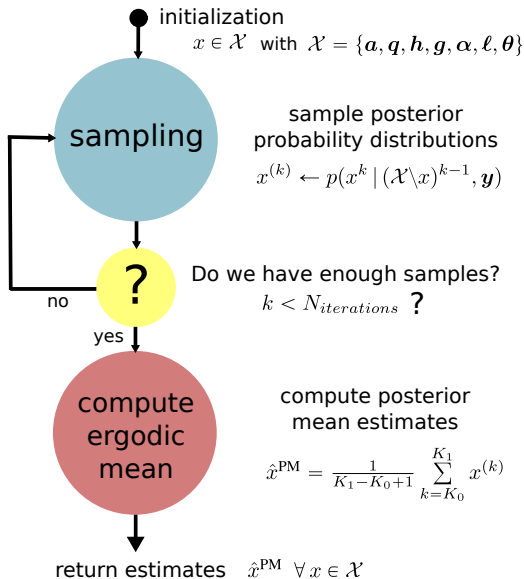 initialization
x ∈ 𝒳 with 𝒳 = {a, q, h, g, α, ℓ, θ}
sampling
sample posterior
probability distributions
x^(k) ← p(x^k | (𝒳\x)^{k−1}, y)
?
Do we have enough samples?
k < N_iterations ?
no
yes
compute
ergodic
mean
compute posterior
mean estimates
x̂^PM = 1/(K₁−K₀+1) ∑_{k=K₀}^{K₁} x^(k)
return estimates x̂^PM ∀ x ∈ 𝒳